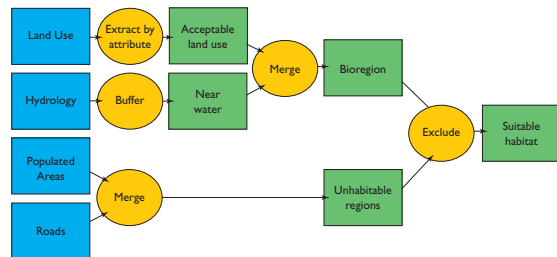 Land Use
Extract by
attribute
Acceptable
land use
Merge
Bioregion
Hydrology
Buffer
Near
water
Exclude
Suitable
habitat
Populated
Areas
Merge
Unhabitable
regions
Roads